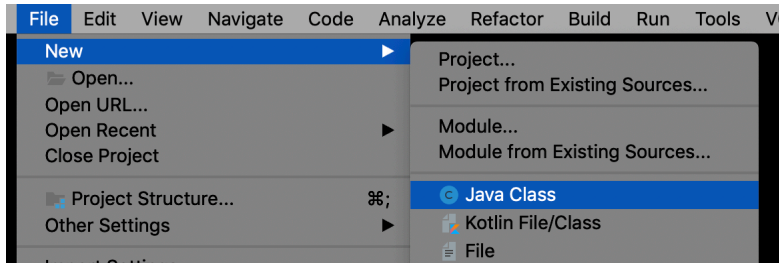 File Edit View Navigate Code Analyze Refactor Build Run Tools
New
Open...
Open URL...
Open Recent
Close Project
Project Structure... ⌘;
Other Settings
Project...
Project from Existing Sources...
Module...
Module from Existing Sources...
C Java Class
Kotlin File/Class
File